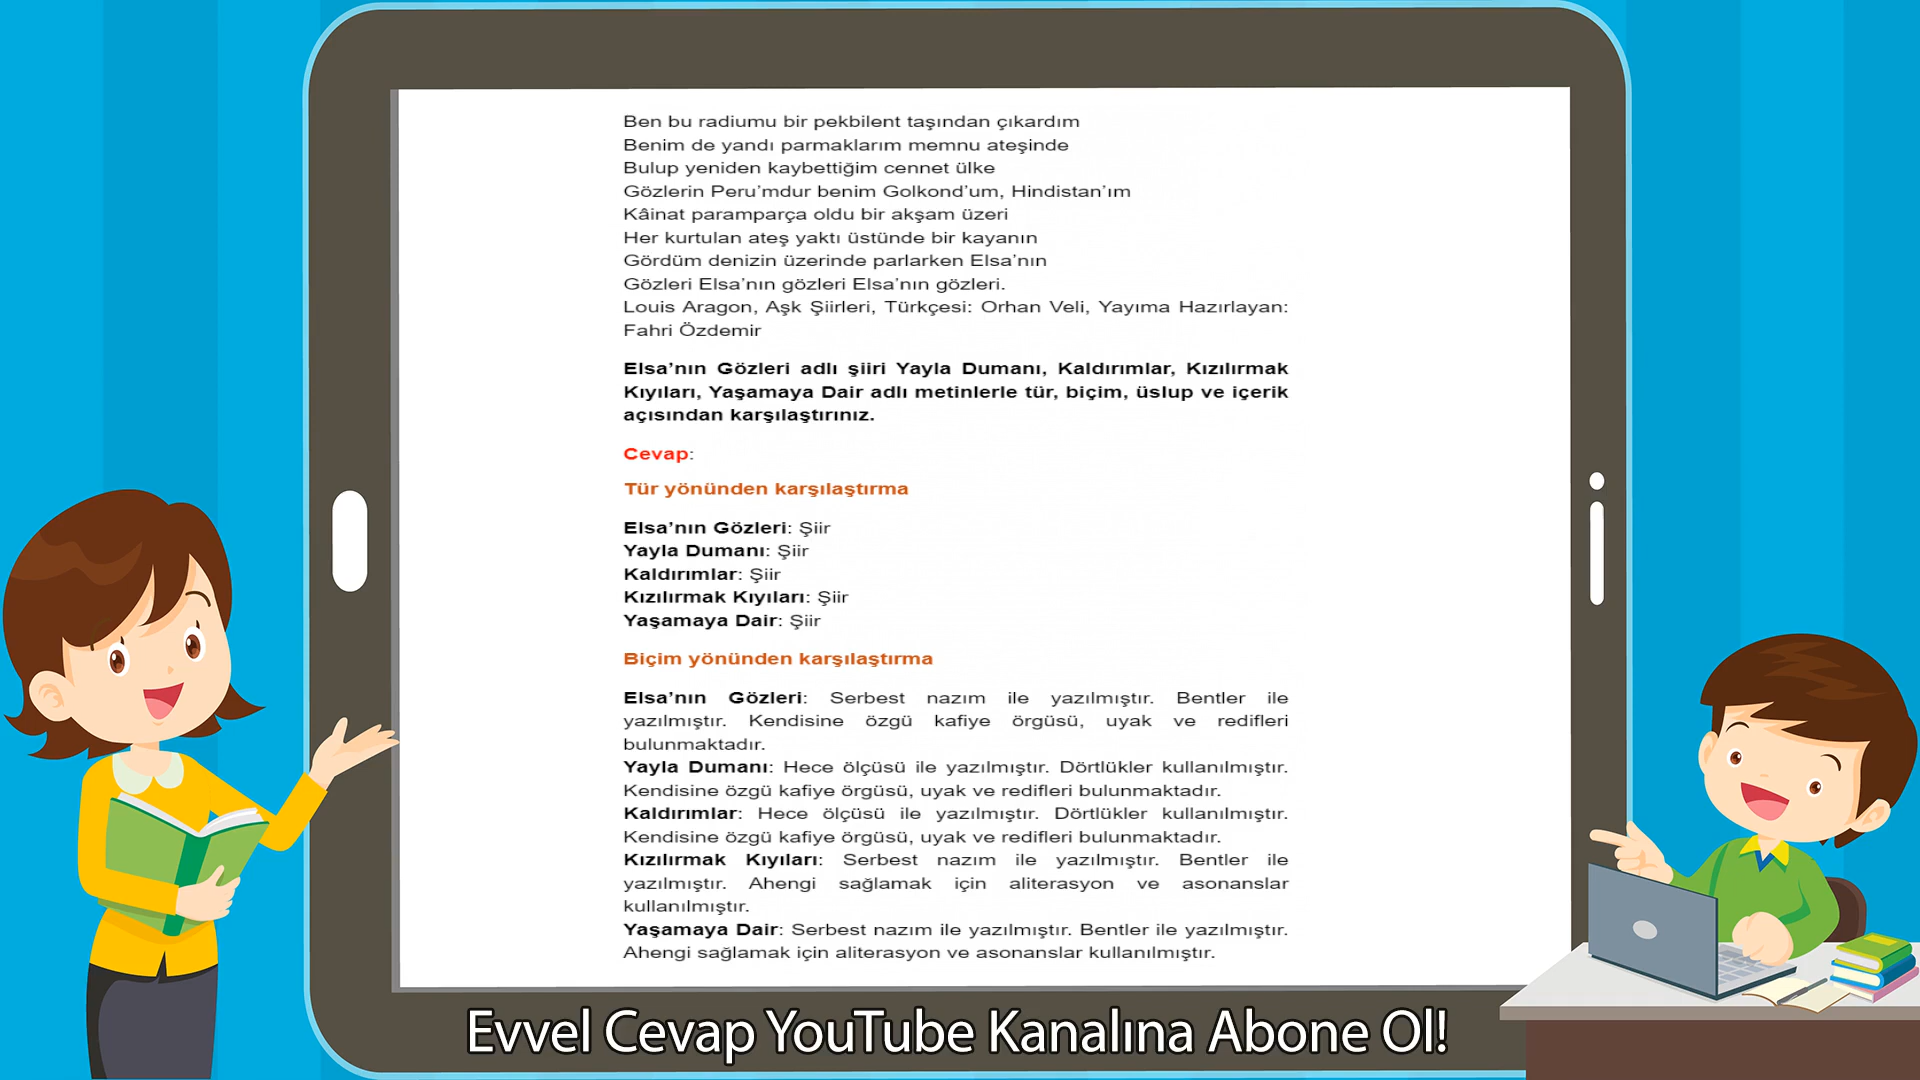 Ben bu radiumu bir pekbilent taşından çıkardım
Benim de yandı parmaklarım memnu ateşinde
Bulup yeniden kaybettiğim cennet ülke
Gözlerin Peru’mdur benim Golkond’um, Hindistan’ım
Kâinat paramparça oldu bir akşam üzeri
Her kurtulan ateş yaktı üstünde bir kayanın
Gördüm denizin üzerinde parlarken Elsa’nın
Gözleri Elsa’nın gözleri Elsa’nın gözleri.
Louis Aragon, Aşk Şiirleri, Türkçesi: Orhan Veli, Yayıma Hazırlayan:
Fahri Özdemir
Elsa’nın Gözleri adlı şiiri Yayla Dumanı, Kaldırımlar, Kızılırmak
Kıyıları, Yaşamaya Dair adlı metinlerle tür, biçim, üslup ve içerik
açısından karşılaştırınız.
Cevap:
Tür yönünden karşılaştırma
Elsa’nın Gözleri: Şiir
Yayla Dumanı: Şiir
Kaldırımlar: Şiir
Kızılırmak Kıyıları: Şiir
Yaşamaya Dair: Şiir
Biçim yönünden karşılaştırma
Elsa’nın Gözleri: Serbest nazım ile yazılmıştır. Bentler ile
yazılmıştır. Kendisine özgü kafiye örgüsü, uyak ve redifleri
bulunmaktadır.
Yayla Dumanı: Hece ölçüsü ile yazılmıştır. Dörtlükler kullanılmıştır.
Kendisine özgü kafiye örgüsü, uyak ve redifleri bulunmaktadır.
Kaldırımlar: Hece ölçüsü ile yazılmıştır. Dörtlükler kullanılmıştır.
Kendisine özgü kafiye örgüsü, uyak ve redifleri bulunmaktadır.
Kızılırmak Kıyıları: Serbest nazım ile yazılmıştır. Bentler ile
yazılmıştır. Ahengi sağlamak için aliterasyon ve asonanslar
kullanılmıştır.
Yaşamaya Dair: Serbest nazım ile yazılmıştır. Bentler ile yazılmıştır.
Ahengi sağlamak için aliterasyon ve asonanslar kullanılmıştır.
Evvel Cevap YouTube Kanalına Abone Ol!